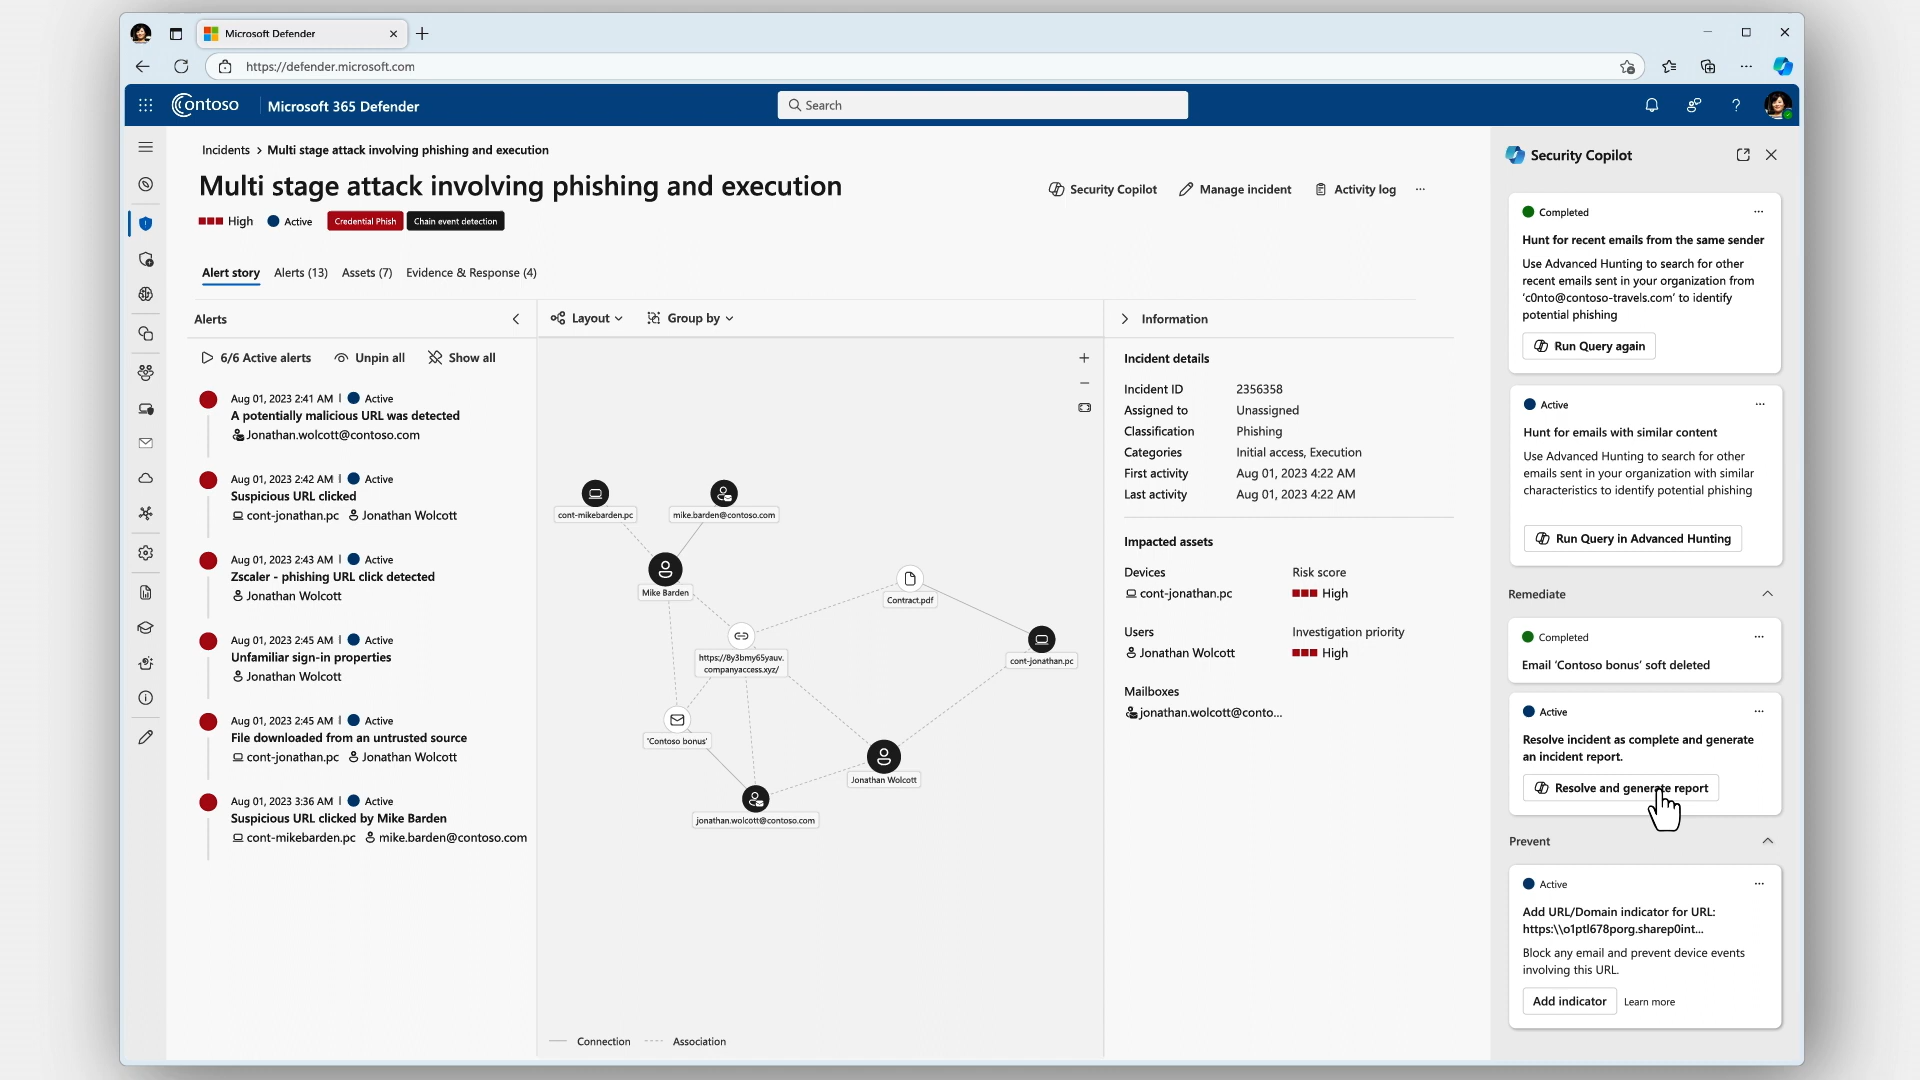 Microsoft Defender
https://defender.microsoft.com
Contoso
Microsoft 365 Defender
Search
?
Incidents > Multi stage attack involving phishing and execution
Multi stage attack involving phishing and execution
Security Copilot
Manage incident
Activity log
High
Active
Credential Phish
Chain event detection
Alert story
Alerts (13)
Assets (7)
Evidence & Response (4)
Alerts
6/6 Active alerts
Unpin all
Show all
Aug 01, 2023 2:41 AM | Active
A potentially malicious URL was detected
Jonathan.wolcott@contoso.com
Aug 01, 2023 2:42 AM | Active
Suspicious URL clicked
cont-jonathan.pc Jonathan Wolcott
Aug 01, 2023 2:43 AM | Active
Zscaler - phishing URL click detected
Jonathan Wolcott
Aug 01, 2023 2:45 AM | Active
Unfamiliar sign-in properties
Jonathan Wolcott
Aug 01, 2023 2:45 AM | Active
File downloaded from an untrusted source
cont-jonathan.pc Jonathan Wolcott
Aug 01, 2023 3:36 AM | Active
Suspicious URL clicked by Mike Barden
cont-mikebarden.pc mike.barden@contoso.com
Layout
Group by
cont-mikebarden.pc
mike.barden@contoso.com
Mike Barden
Contract.pdf
https://8y3bmy65yauv.
companyaccess.xyz/
cont-jonathan.pc
'Contoso bonus'
Jonathan Wolcott
jonathan.wolcott@contoso.com
Connection
Association
Information
Incident details
Incident ID 2356358
Assigned to Unassigned
Classification Phishing
Categories Initial access, Execution
First activity Aug 01, 2023 4:22 AM
Last activity Aug 01, 2023 4:22 AM
Impacted assets
Devices Risk score
cont-jonathan.pc High
Users Investigation priority
Jonathan Wolcott High
Mailboxes
jonathan.wolcott@conto...
Security Copilot
Completed
Hunt for recent emails from the same sender
Use Advanced Hunting to search for other
recent emails sent in your organization from
'c0nto@contoso-travels.com' to identify
potential phishing
Run Query again
Active
Hunt for emails with similar content
Use Advanced Hunting to search for other
emails sent in your organization with similar
characteristics to identify potential phishing
Run Query in Advanced Hunting
Remediate
Completed
Email 'Contoso bonus' soft deleted
Active
Resolve incident as complete and generate
an incident report.
Resolve and generate report
Prevent
Active
Add URL/Domain indicator for URL:
https:\\o1ptl678porg.sharep0int...
Block any email and prevent device events
involving this URL.
Add indicator
Learn more